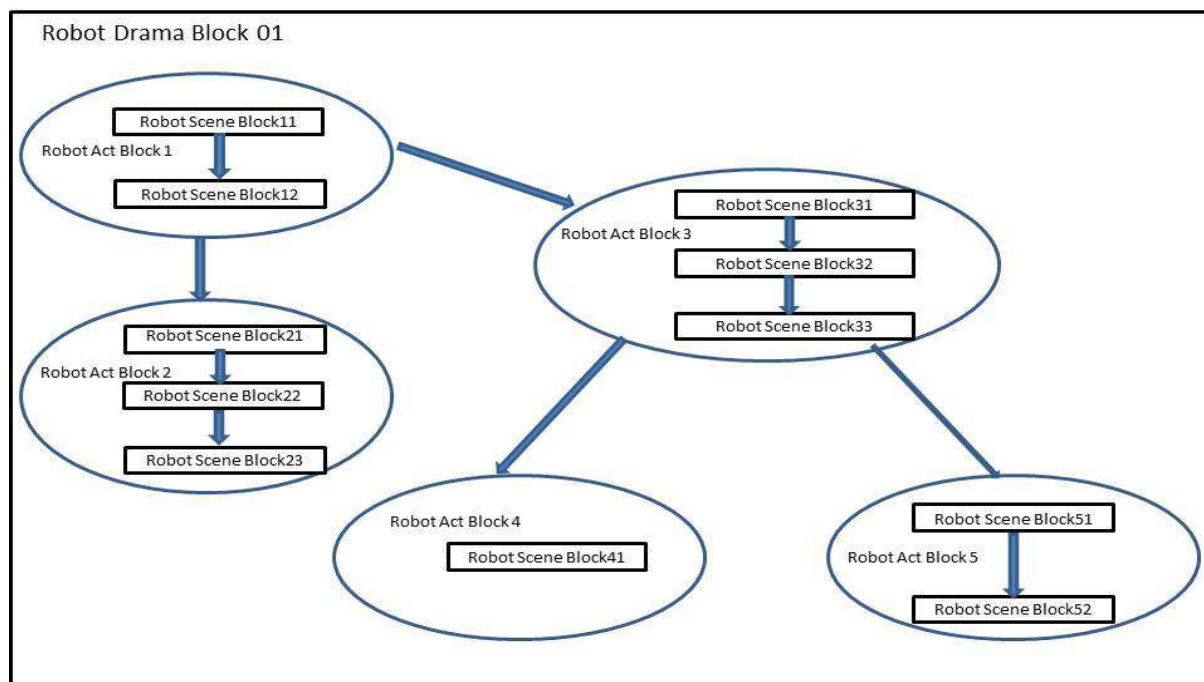 Robot Drama Block 01
Robot Scene Block11
Robot Act Block 1
Robot Scene Block12
Robot Scene Block21
Robot Act Block 2
Robot Scene Block22
Robot Scene Block23
Robot Scene Block31
Robot Act Block 3
Robot Scene Block32
Robot Scene Block33
Robot Act Block 4
Robot Scene Block41
Robot Scene Block51
Robot Act Block 5
Robot Scene Block52